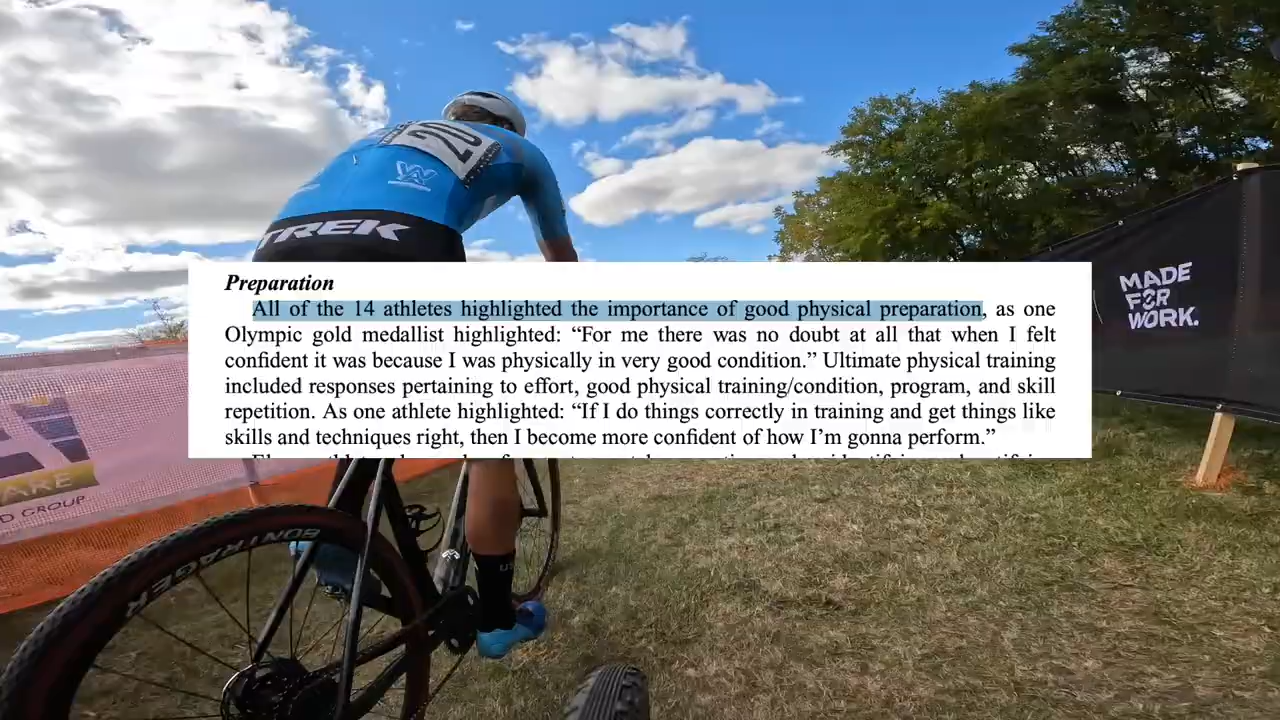 20
TREK
Preparation
All of the 14 athletes highlighted the importance of good physical preparation, as one
Olympic gold medallist highlighted: “For me there was no doubt at all that when I felt
confident it was because I was physically in very good condition.” Ultimate physical training
included responses pertaining to effort, good physical training/condition, program, and skill
repetition. As one athlete highlighted: “If I do things correctly in training and get things like
skills and techniques right, then I become more confident of how I’m gonna perform.”
MADE
FOR
WORK.
ARE
D GROUP
BONTRAGER